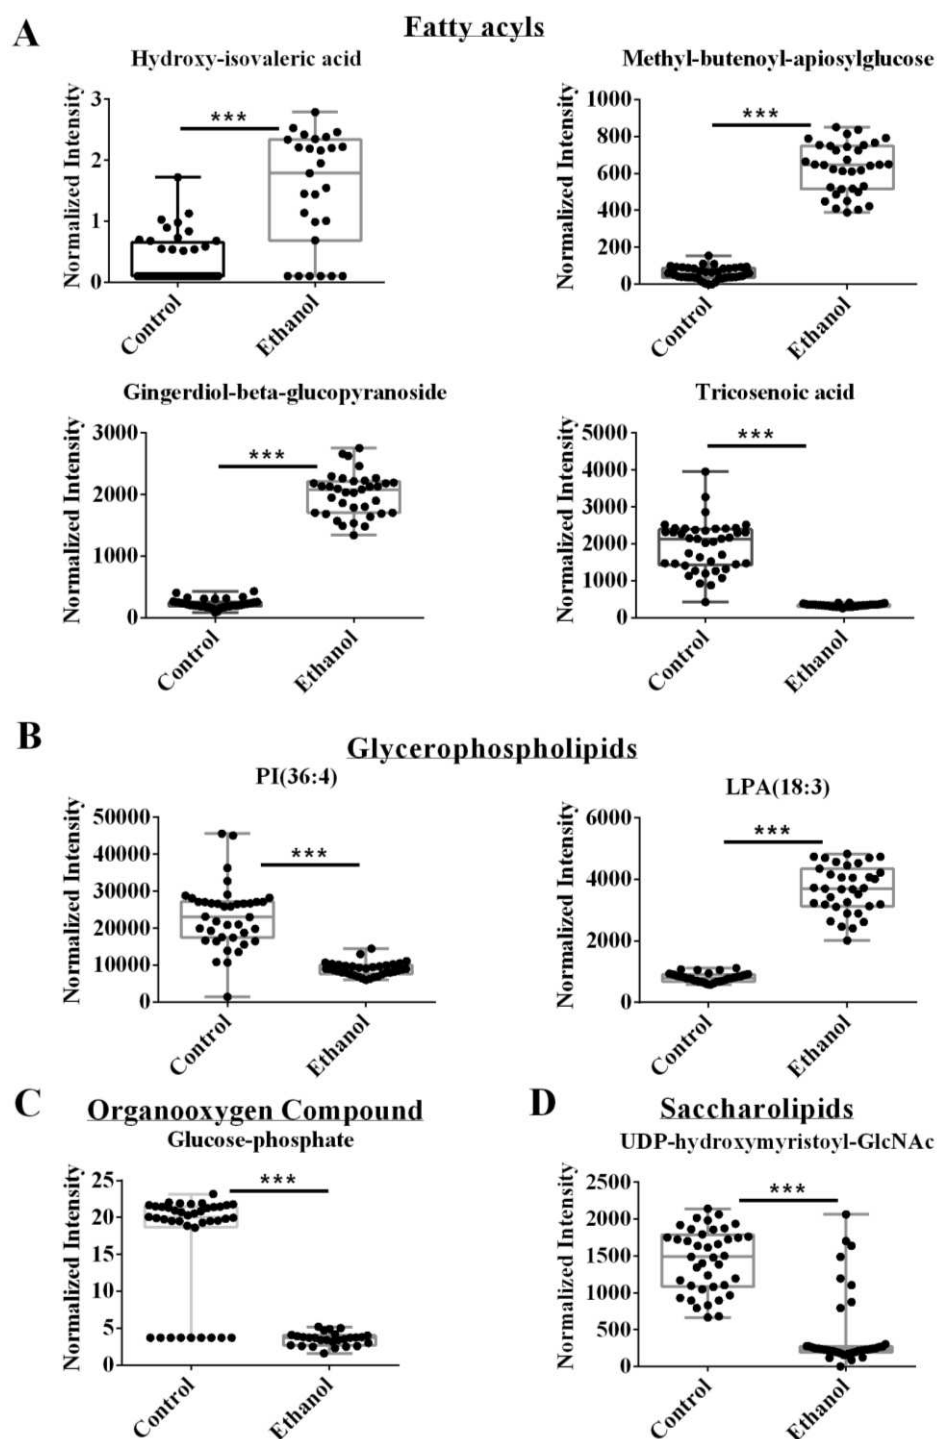 A
Fatty acyls
Hydroxy-isovaleric acid
Normalized Intensity
3
2
1
0
***
Control
Ethanol
Methyl-butenoyl-apiosylglucose
Normalized Intensity
1000
800
600
400
200
0
***
Control
Ethanol
Gingerdiol-beta-glucopyranoside
Normalized Intensity
3000
2000
1000
0
***
Control
Ethanol
Tricosenoic acid
Normalized Intensity
5000
4000
3000
2000
1000
0
***
Control
Ethanol
B
Glycerophospholipids
PI(36:4)
Normalized Intensity
50000
40000
30000
20000
10000
0
***
Control
Ethanol
LPA(18:3)
Normalized Intensity
6000
4000
2000
0
***
Control
Ethanol
C
Organooxygen Compound
Glucose-phosphate
Normalized Intensity
25
20
15
10
5
0
***
Control
Ethanol
D
Saccharolipids
UDP-hydroxymyristoyl-GlcNAc
Normalized Intensity
2500
2000
1500
1000
500
0
***
Control
Ethanol